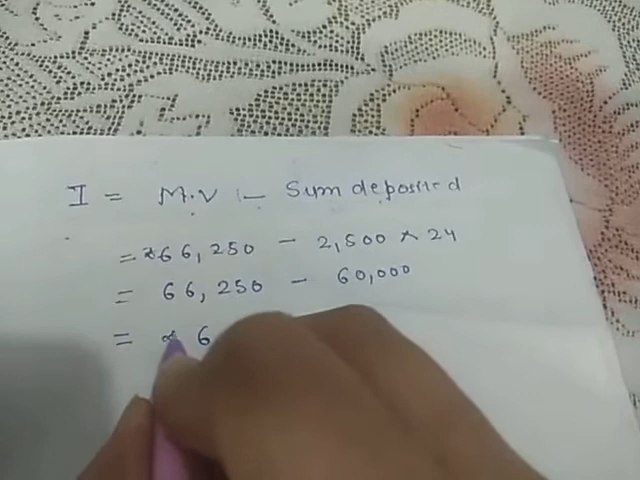 I = M.V - Sum deposited
= ₹66,250 - 2,500 × 24
= 66,250 - 60,000
= ₹ 6